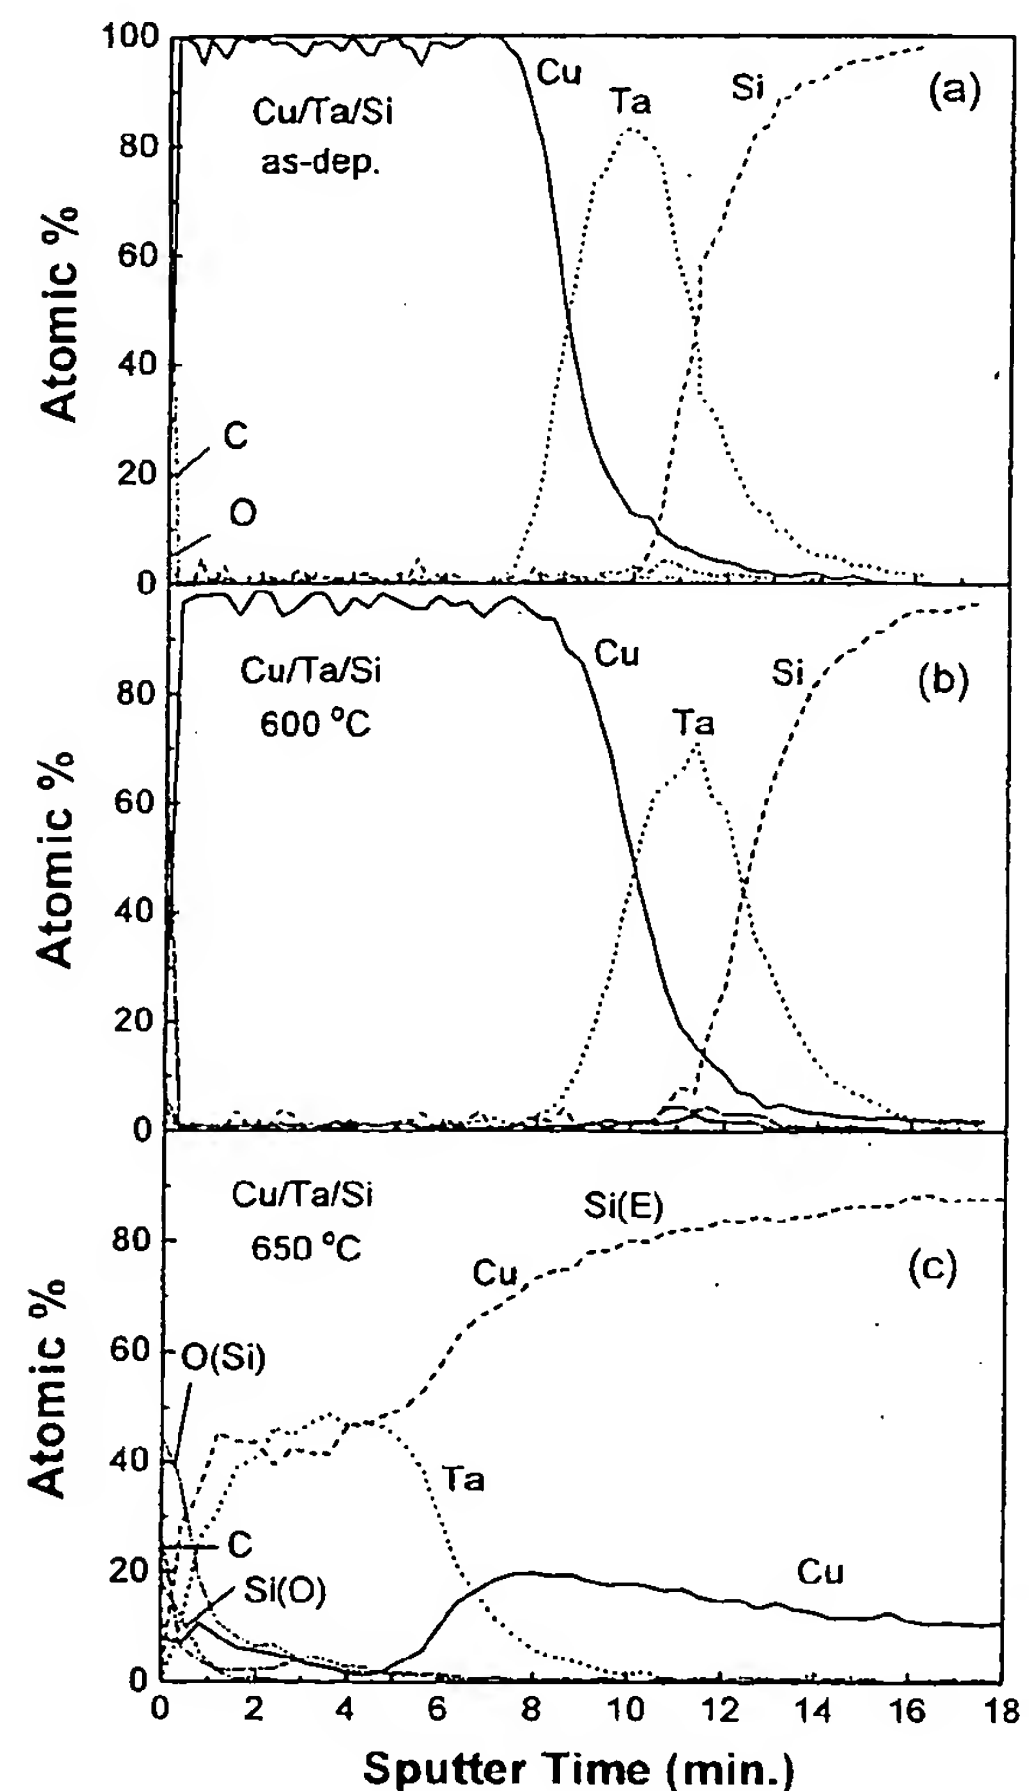 100
80
60
40
20
0
Atomic %
Cu/Ta/Si
as-dep.
Cu
Ta
Si
(a)
C
O
80
60
40
20
0
Atomic %
Cu/Ta/Si
600 °C
Cu
Ta
Si
(b)
80
60
40
20
0
Atomic %
Cu/Ta/Si
650 °C
Si(E)
Cu
(c)
O(Si)
Ta
C
Si(O)
Cu
0 2 4 6 8 10 12 14 16 18
Sputter Time (min.)